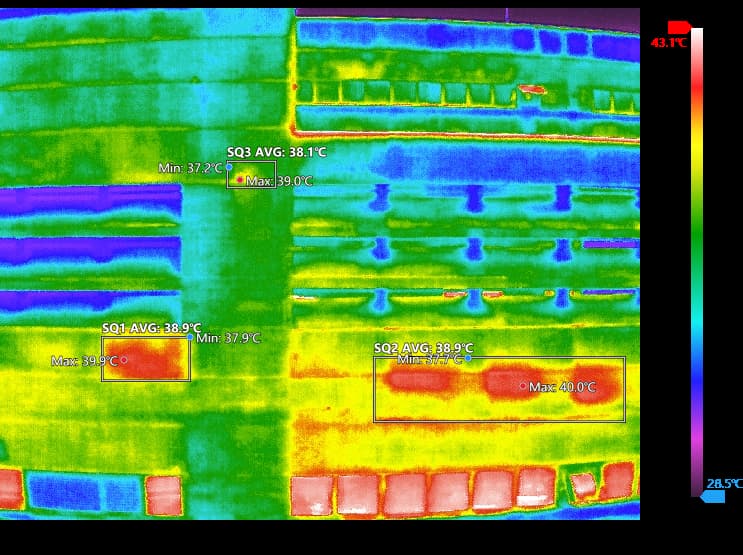 43.1℃
SQ3 AVG: 38.1℃
Min: 37.2℃
Max: 39.0℃
SQ1 AVG: 38.9℃
Min: 37.9℃
Max: 39.9℃
SQ2 AVG: 38.9℃
Min: 37.7℃
Max: 40.0℃
28.5℃